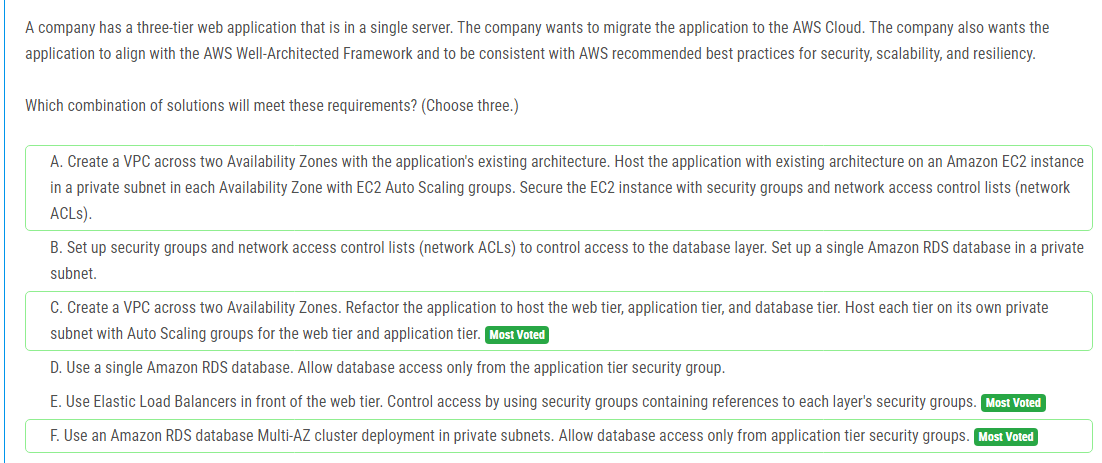 A company has a three-tier web application that is in a single server. The company wants to migrate the application to the AWS Cloud. The company also wants the
application to align with the AWS Well-Architected Framework and to be consistent with AWS recommended best practices for security, scalability, and resiliency.
Which combination of solutions will meet these requirements? (Choose three.)
A. Create a VPC across two Availability Zones with the application's existing architecture. Host the application with existing architecture on an Amazon EC2 instance
in a private subnet in each Availability Zone with EC2 Auto Scaling groups. Secure the EC2 instance with security groups and network access control lists (network
ACLs).
B. Set up security groups and network access control lists (network ACLs) to control access to the database layer. Set up a single Amazon RDS database in a private
subnet.
C. Create a VPC across two Availability Zones. Refactor the application to host the web tier, application tier, and database tier. Host each tier on its own private
subnet with Auto Scaling groups for the web tier and application tier. Most Voted
D. Use a single Amazon RDS database. Allow database access only from the application tier security group.
E. Use Elastic Load Balancers in front of the web tier. Control access by using security groups containing references to each layer's security groups. Most Voted
F. Use an Amazon RDS database Multi-AZ cluster deployment in private subnets. Allow database access only from application tier security groups. Most Voted